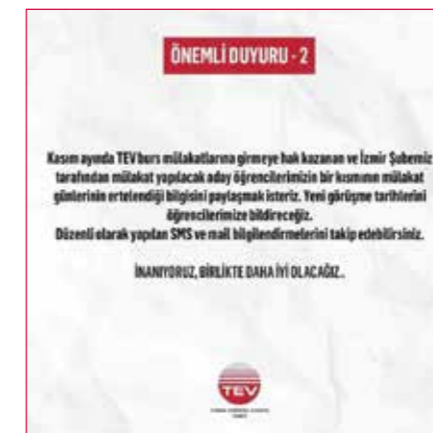 ÖNEMLİ DUYURU - 2
Kasım ayında TEV burs mülakatlarına girmeye hak kazanan ve İzmir Şubemiz
tarafından mülakat yapılacak aday öğrencilerimizin bir kısmının mülakat
günlerinin ertelendiği bilgisini paylaşmak isteriz. Yeni görüşme tarihlerini
öğrencilerimize bildireceğiz.
Düzenli olarak yapılan SMS ve mail bilgilendirmelerini takip edebilirsiniz.
İNANIYORUZ, BİRLİKTE DAHA İYİ OLACAĞIZ..
TEV